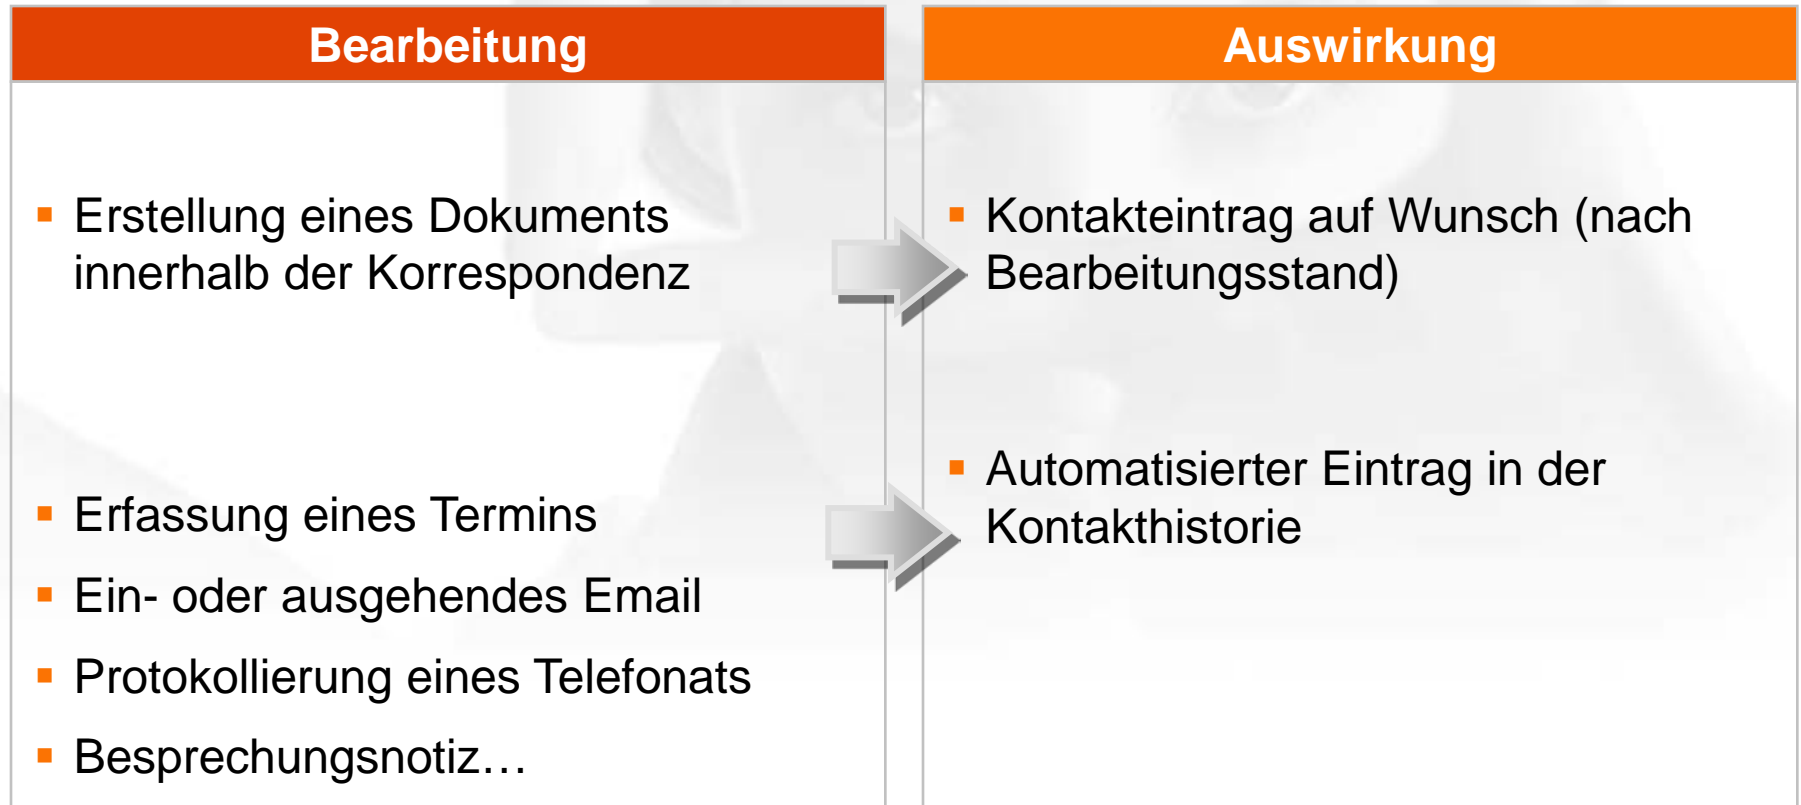 Bearbeitung
▪ Erstellung eines Dokuments
innerhalb der Korrespondenz
▪ Erfassung eines Termins
▪ Ein- oder ausgehendes Email
▪ Protokollierung eines Telefonats
▪ Besprechungsnotiz…
Auswirkung
▪ Kontakteintrag auf Wunsch (nach
Bearbeitungsstand)
▪ Automatisierter Eintrag in der
Kontakthistorie